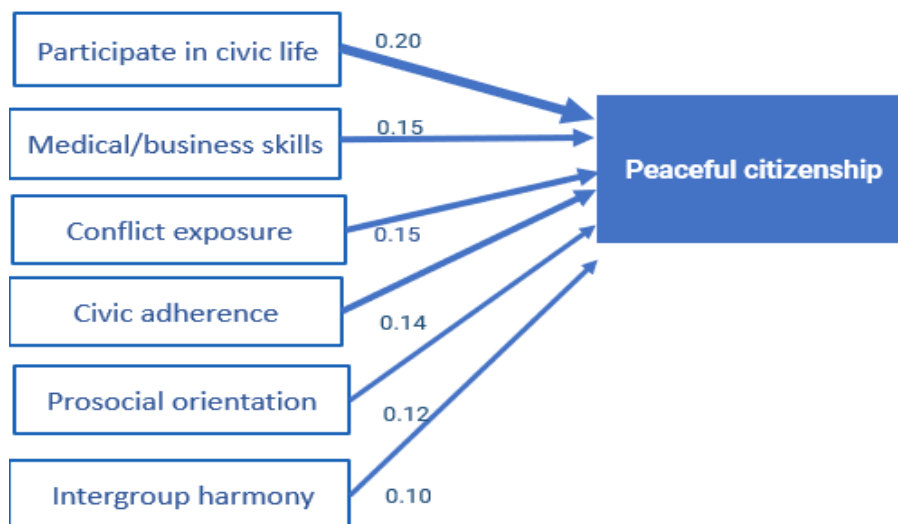 Participate in civic life
0.20
Medical/business skills
0.15
Peaceful citizenship
Conflict exposure
0.15
Civic adherence
0.14
Prosocial orientation
0.12
Intergroup harmony
0.10